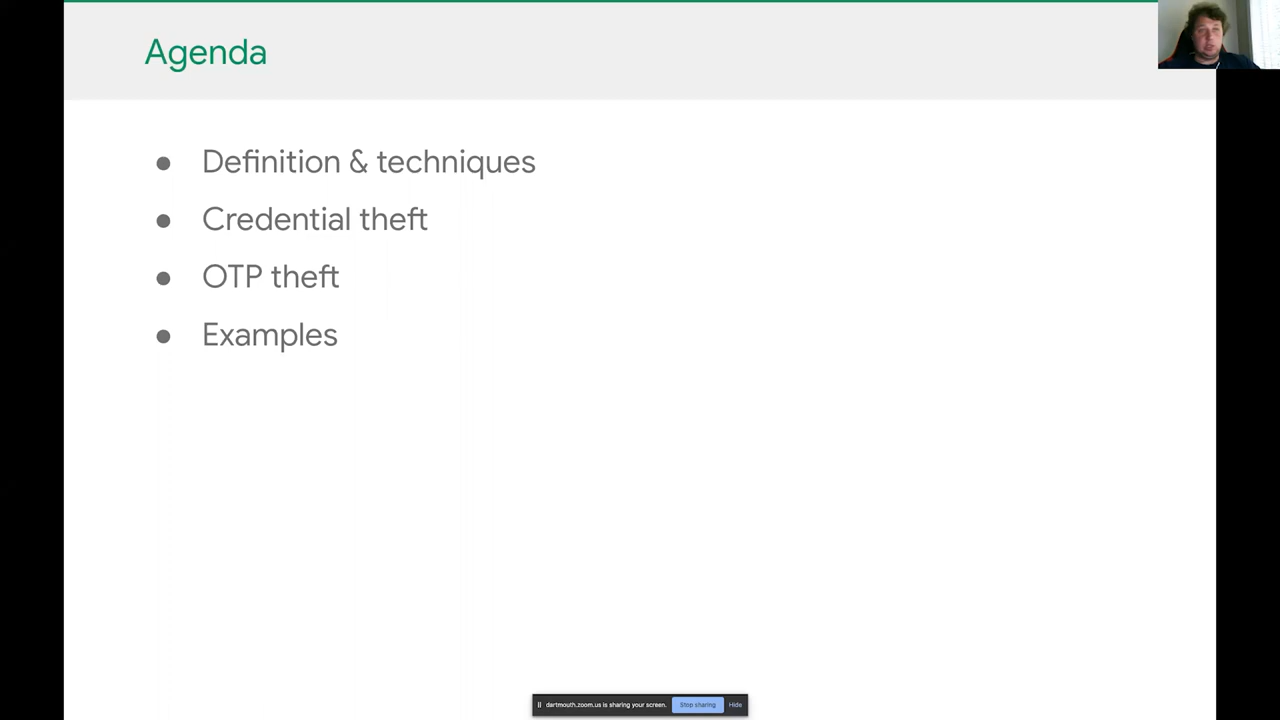 Agenda
● Definition & techniques
● Credential theft
● OTP theft
● Examples
dartmouth.zoom.us is sharing your screen. Stop sharing Hide